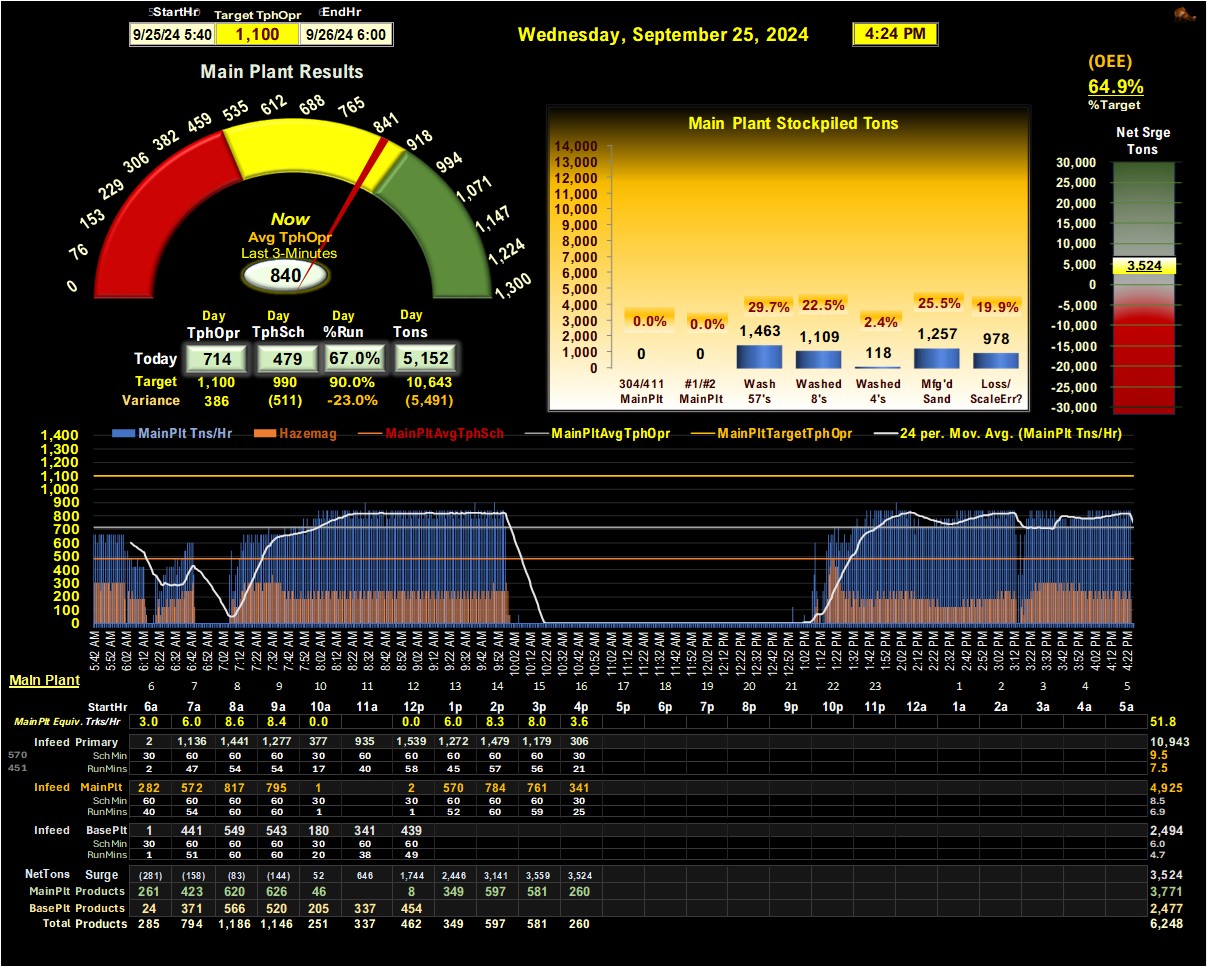 StartHr Target TphOpr EndHr
9/25/24 5:40 1,100 9/26/24 6:00
Wednesday, September 25, 2024 4:24 PM
(OEE)
64.9%
%Target
Main Plant Results
0 76 153 229 306 382 459 535 612 688 765 841 918 994 1,071 1,147 1,224 1,300
Now
Avg TphOpr
Last 3-Minutes
840
Day Day Day Day
TphOpr TphSch %Run Tons
Today 714 479 67.0% 5,152
Target 1,100 990 90.0% 10,643
Variance 386 (511) -23.0% (5,491)
Main Plant Stockpiled Tons
14,000
13,000
12,000
11,000
10,000
9,000
8,000
7,000
6,000
5,000
4,000
3,000
2,000
1,000
0
0.0% 0.0% 29.7% 22.5% 2.4% 25.5% 19.9%
0 0 1,463 1,109 118 1,257 978
304/411 #1/#2 Wash Washed Washed Mfg'd Loss/
MainPlt MainPlt 57's 8's 4's Sand ScaleErr?
Net Srge
Tons
30,000
25,000
20,000
15,000
10,000
5,000
3,524
0
-5,000
-10,000
-15,000
-20,000
-25,000
-30,000
MainPlt Tns/Hr Hazemag MainPltAvgTphSch MainPltAvgTphOpr MainPltTargetTphOpr 24 per. Mov. Avg. (MainPlt Tns/Hr)
1,400
1,300
1,200
1,100
1,000
900
800
700
600
500
400
300
200
100
0
5:42 AM 5:52 AM 6:02 AM 6:12 AM 6:22 AM 6:32 AM 6:42 AM 6:52 AM 7:02 AM 7:12 AM 7:22 AM 7:32 AM 7:42 AM 7:52 AM 8:02 AM 8:12 AM 8:22 AM 8:32 AM 8:42 AM 8:52 AM 9:02 AM 9:12 AM 9:22 AM 9:32 AM 9:42 AM 9:52 AM 10:02 AM 10:12 AM 10:22 AM 10:32 AM 10:42 AM 10:52 AM 11:02 AM 11:12 AM 11:22 AM 11:32 AM 11:42 AM 11:52 AM 12:02 PM 12:12 PM 12:22 PM 12:32 PM 12:42 PM 12:52 PM 1:02 PM 1:12 PM 1:22 PM 1:32 PM 1:42 PM 1:52 PM 2:02 PM 2:12 PM 2:22 PM 2:32 PM 2:42 PM 2:52 PM 3:02 PM 3:12 PM 3:22 PM 3:32 PM 3:42 PM 3:52 PM 4:02 PM 4:12 PM 4:22 PM
Main Plant 6 7 8 9 10 11 12 13 14 15 16 17 18 19 20 21 22 23 1 2 3 4 5
StartHr 6a 7a 8a 9a 10a 11a 12p 1p 2p 3p 4p 5p 6p 7p 8p 9p 10p 11p 12a 1a 2a 3a 4a 5a
MainPlt Equiv. Trks/Hr 3.0 6.0 8.6 8.4 0.0 0.0 6.0 8.3 8.0 3.6 51.8
Infeed Primary 2 1,136 1,441 1,277 377 935 1,539 1,272 1,479 1,179 306 10,943
570 Sch Min 30 60 60 60 30 60 60 60 60 60 30 9.5
451 RunMins 2 47 54 54 17 40 58 45 57 56 21 7.5
Infeed MainPlt 282 572 817 795 1 2 570 784 761 341 4,925
Sch Min 60 60 60 60 30 30 60 60 60 30 8.5
RunMins 40 54 60 60 1 1 52 60 59 25 6.9
Infeed BasePlt 1 441 549 543 180 341 439 2,494
Sch Min 30 60 60 60 30 60 60 6.0
RunMins 1 51 60 60 20 38 49 4.7
NetTons Surge (281) (158) (83) (144) 52 646 1,744 2,446 3,141 3,559 3,524 3,524
MainPlt Products 261 423 620 626 46 8 349 597 581 260 3,771
BasePlt Products 24 371 566 520 205 337 454 2,477
Total Products 285 794 1,186 1,146 251 337 462 349 597 581 260 6,248